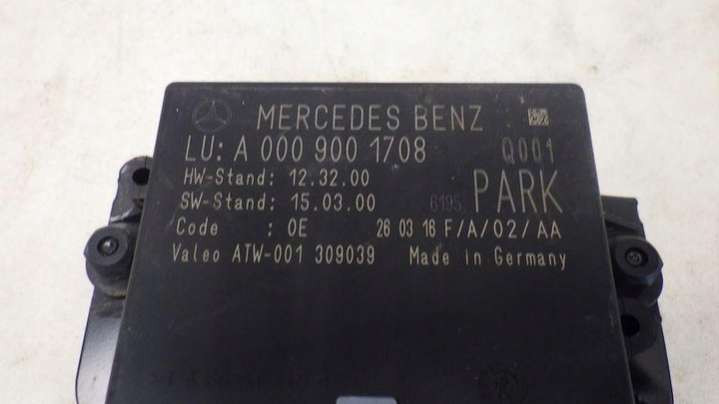 MERCEDES BENZ
LU: A 000 900 1708 Q001
HW-Stand: 12.32.00
SW-Stand: 15.03.00 6195 PARK
Code : 0E 26 03 16 F/A/02/AA
Valeo ATW-001 309039 Made in Germany